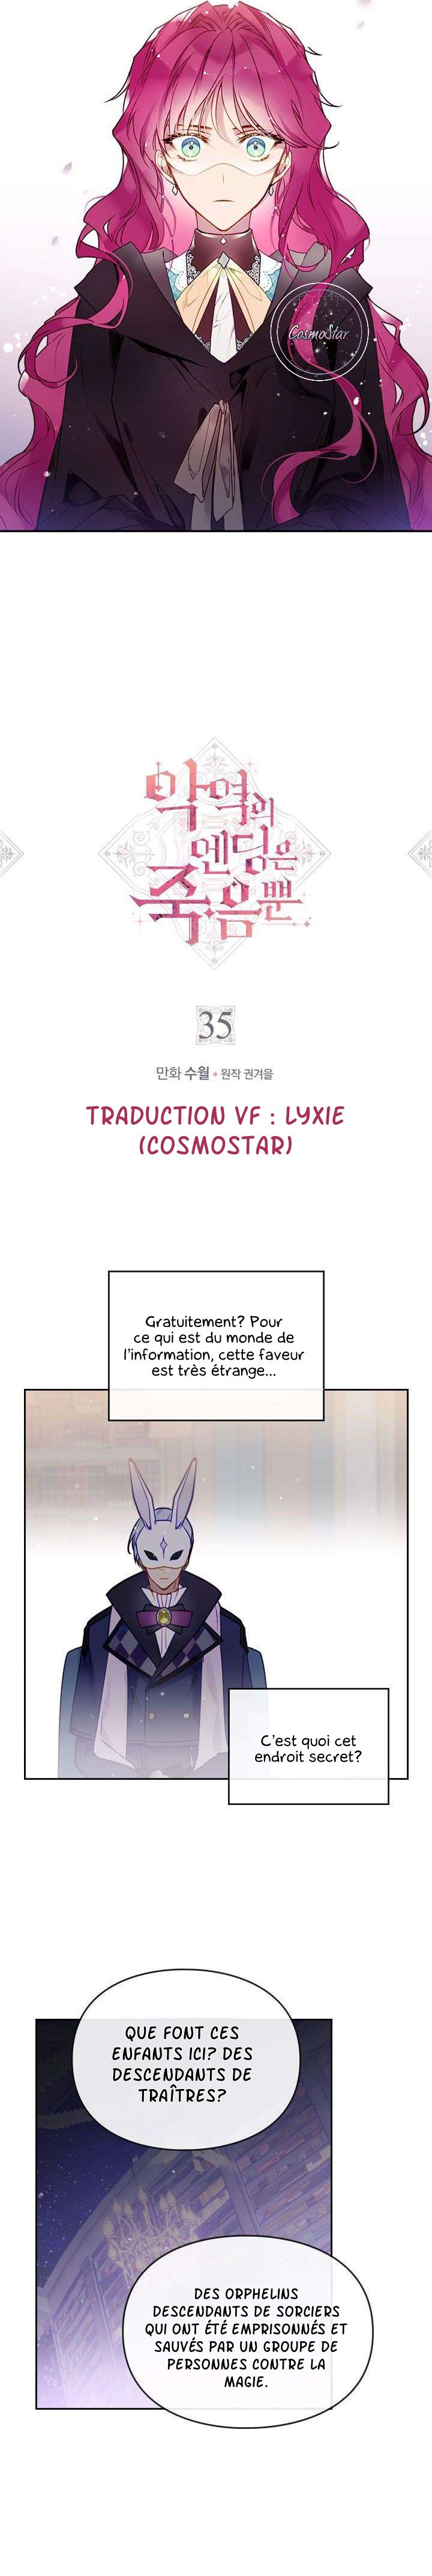 CosmoStar
악역의
엔딩은
죽음뿐
35
만화 수월 + 원작 권겨을
TRADUCTION VF : LYXIE
(COSMOSTAR)
Gratuitement? Pour
ce qui est du monde de
l'information, cette faveur
est très étrange...
C'est quoi cet
endroit secret?
QUE FONT CES
ENFANTS ICI? DES
DESCENDANTS DE
TRAÎTRES?
DES ORPHELINS
DESCENDANTS DE SORCIERS
QUI ONT ÉTÉ EMPRISONNÉS ET
SAUVÉS PAR UN GROUPE DE
PERSONNES CONTRE LA
MAGIE.